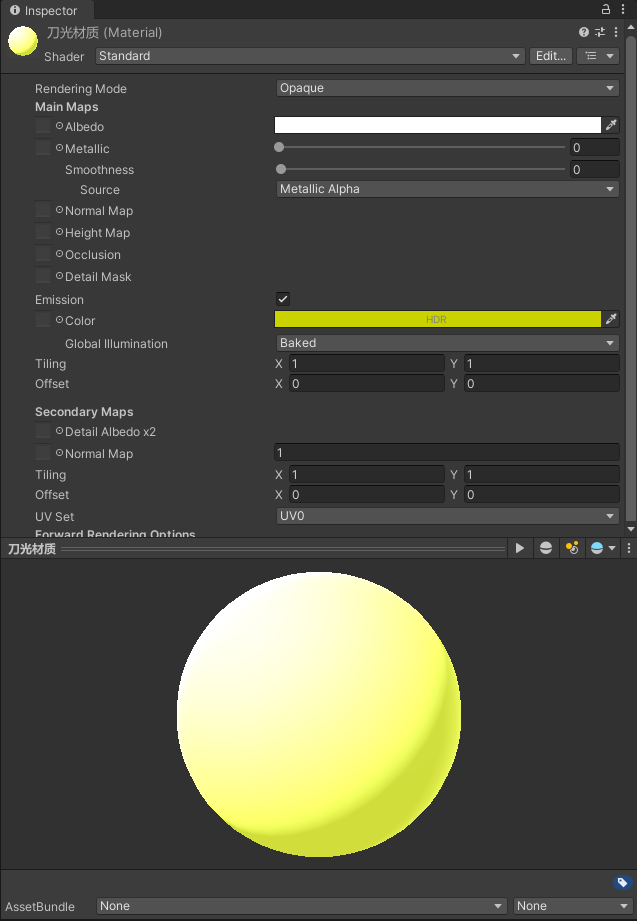 Inspector
刀光材质 (Material)
Shader Standard Edit...
Rendering Mode Opaque
Main Maps
Albedo
Metallic 0
Smoothness 0
Source Metallic Alpha
Normal Map
Height Map
Occlusion
Detail Mask
Emission
Color HDR
Global Illumination Baked
Tiling X 1 Y 1
Offset X 0 Y 0
Secondary Maps
Detail Albedo x2
Normal Map 1
Tiling X 1 Y 1
Offset X 0 Y 0
UV Set UV0
Forward Rendering Options
刀光材质
AssetBundle None None